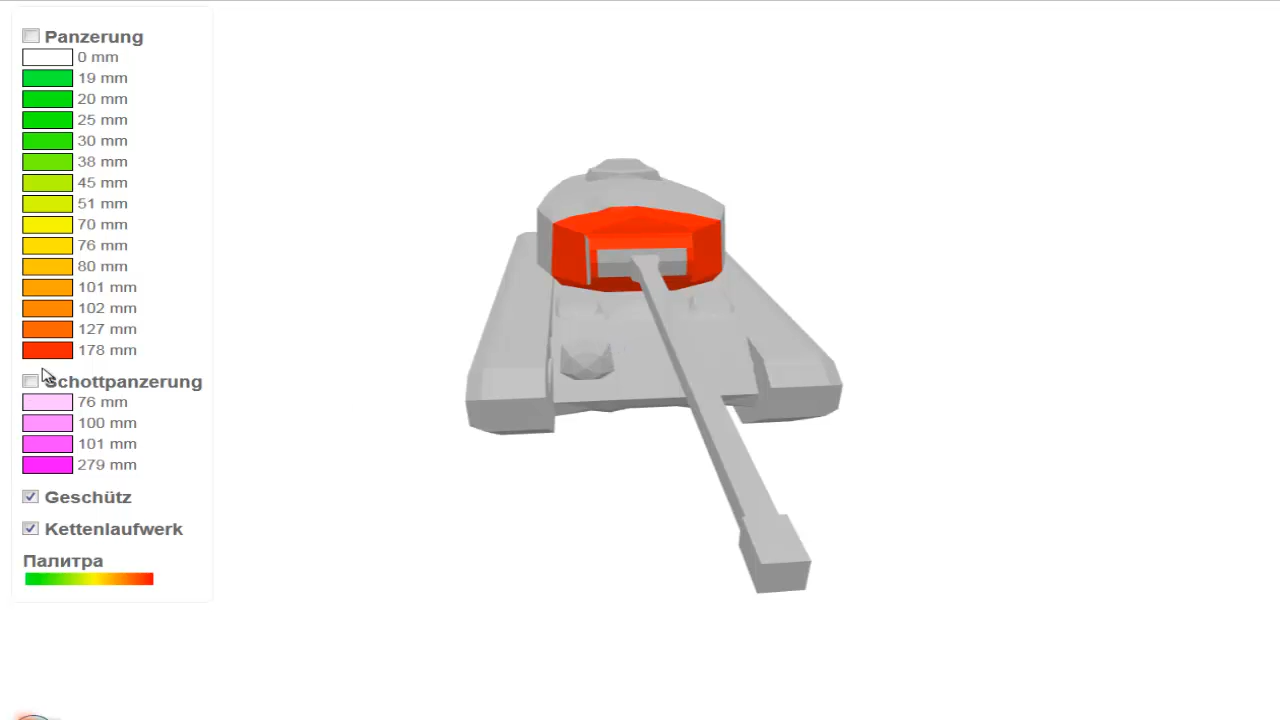 Panzerung
0 mm
19 mm
20 mm
25 mm
30 mm
38 mm
45 mm
51 mm
70 mm
76 mm
80 mm
101 mm
102 mm
127 mm
178 mm
Schottpanzerung
76 mm
100 mm
101 mm
279 mm
Geschütz
Kettenlaufwerk
Палитра